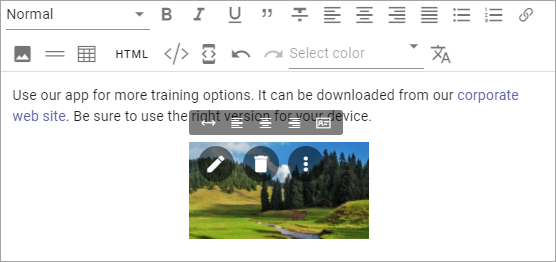 Normal
HTML
Select color
Use our app for more training options. It can be downloaded from our corporate
web site. Be sure to use the right version for your device.